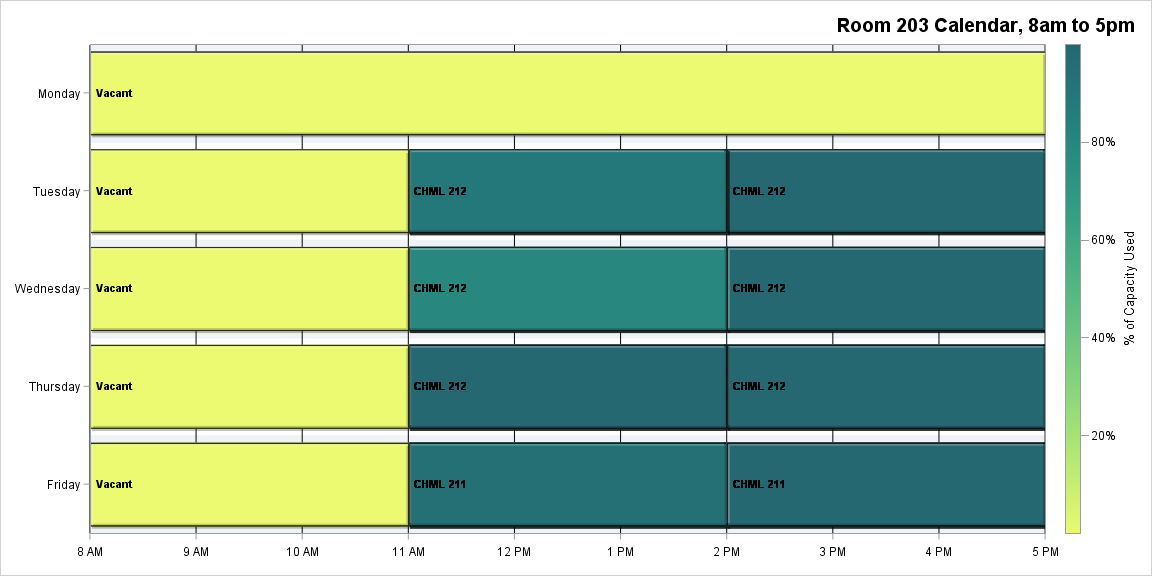 Room 203 Calendar, 8am to 5pm
Monday
Vacant
Tuesday
Vacant
CHML 212
CHML 212
Wednesday
Vacant
CHML 212
CHML 212
Thursday
Vacant
CHML 212
CHML 212
Friday
Vacant
CHML 211
CHML 211
8 AM
9 AM
10 AM
11 AM
12 PM
1 PM
2 PM
3 PM
4 PM
5 PM
80%
60%
40%
20%
% of Capacity Used